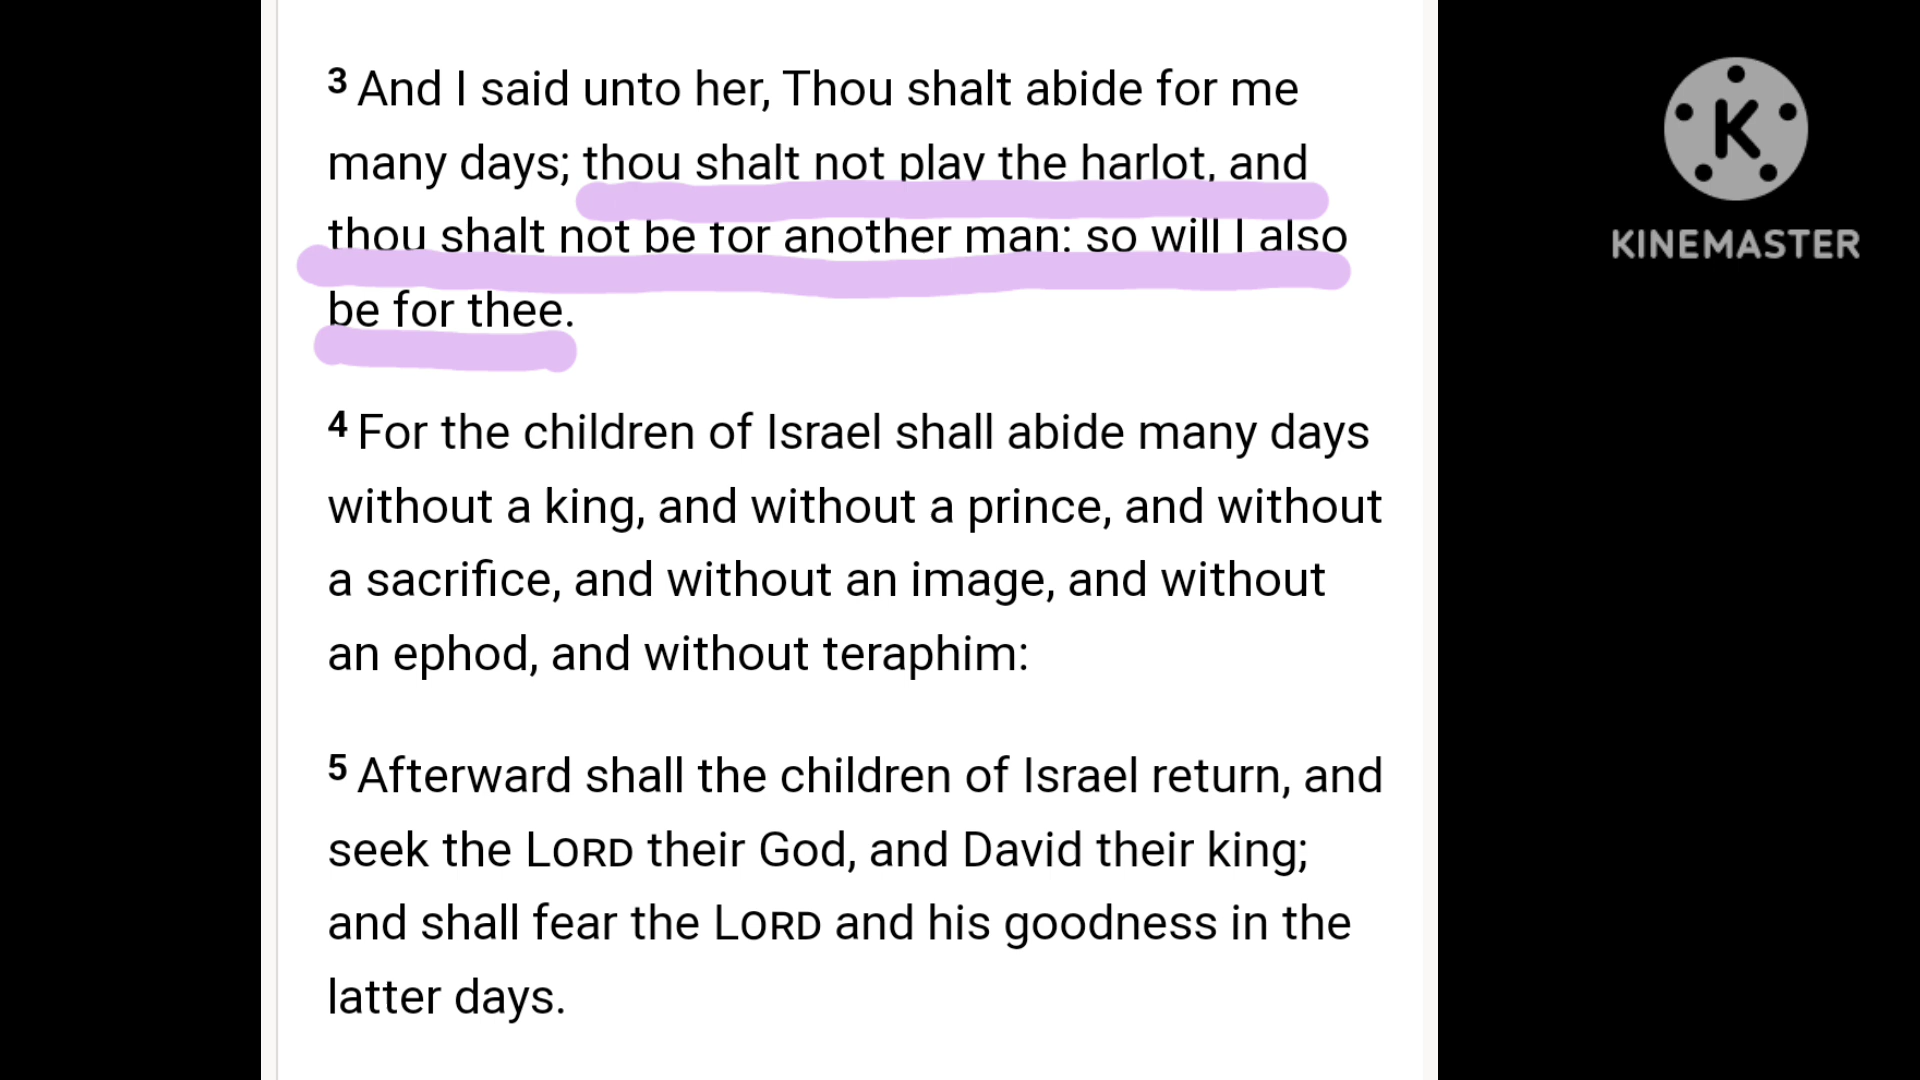 3 And I said unto her, Thou shalt abide for me
many days; thou shalt not play the harlot, and
thou shalt not be for another man: so will I also
be for thee.
4 For the children of Israel shall abide many days
without a king, and without a prince, and without
a sacrifice, and without an image, and without
an ephod, and without teraphim:
5 Afterward shall the children of Israel return, and
seek the LORD their God, and David their king;
and shall fear the LORD and his goodness in the
latter days.
K
KINEMASTER